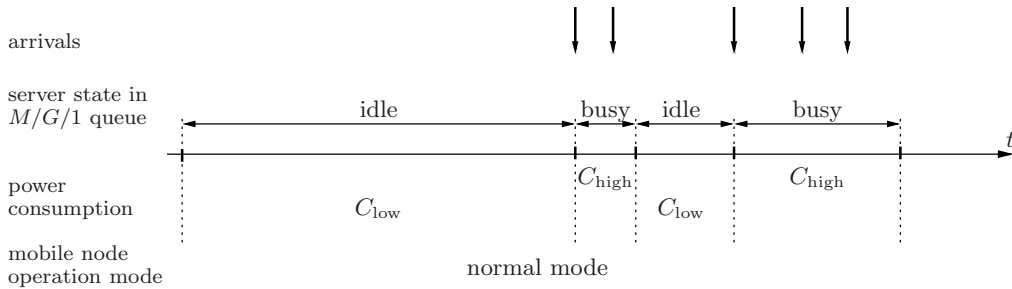 arrivals
server state in
M/G/1 queue
idle
busy
idle
busy
t
power
consumption
C_low
C_high
C_low
C_high
mobile node
operation mode
normal mode